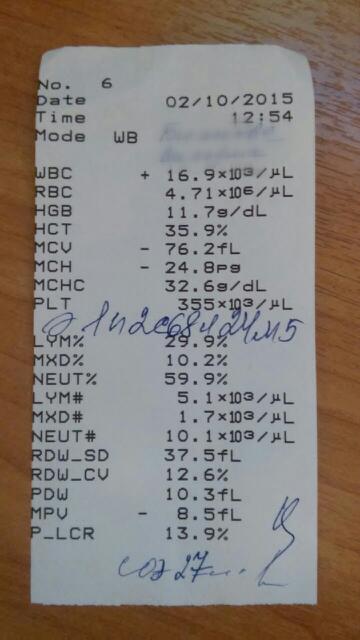 No. 6
Date 02/10/2015
Time 12:54
Mode WB
WBC + 16.9×10³/μL
RBC 4.71×10⁶/μL
HGB 11.7g/dL
HCT 35.9%
MCV - 76.2fL
MCH - 24.8pg
MCHC 32.6g/dL
PLT 355×10³/μL
LYM% 29.9%
MXD% 10.2%
NEUT% 59.9%
LYM# 5.1×10³/μL
MXD# 1.7×10³/μL
NEUT# 10.1×10³/μL
RDW_SD 37.5fL
RDW_CV 12.6%
PDW 10.3fL
MPV - 8.5fL
P_LCR 13.9%
соэ 27